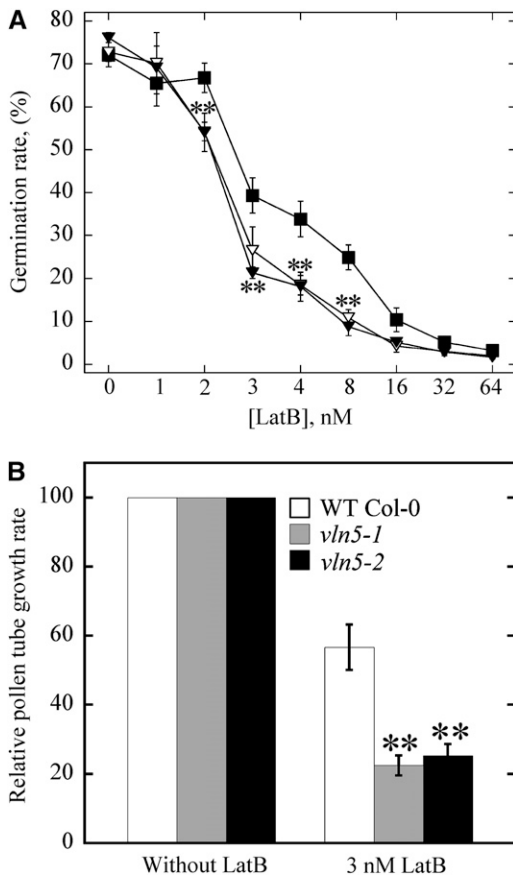 A
Germination rate, (%)
80
70
60
50
40
30
20
10
0
**
**
**
**
0 1 2 3 4 8 16 32 64
[LatB], nM
B
Relative pollen tube growth rate
100
80
60
40
20
0
WT Col-0
vln5-1
vln5-2
** **
Without LatB 3 nM LatB